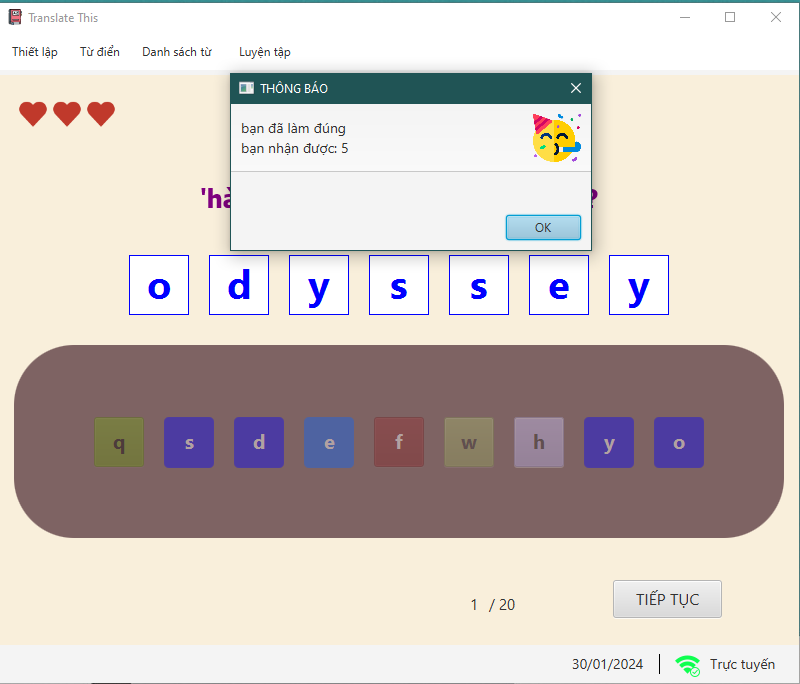 Translate This
Thiết lập Từ điển Danh sách từ Luyện tập
THÔNG BÁO
bạn đã làm đúng
bạn nhận được: 5
OK
o d y s s e y
q s d e f w h y o
1 / 20
TIẾP TỤC
30/01/2024 Trực tuyến